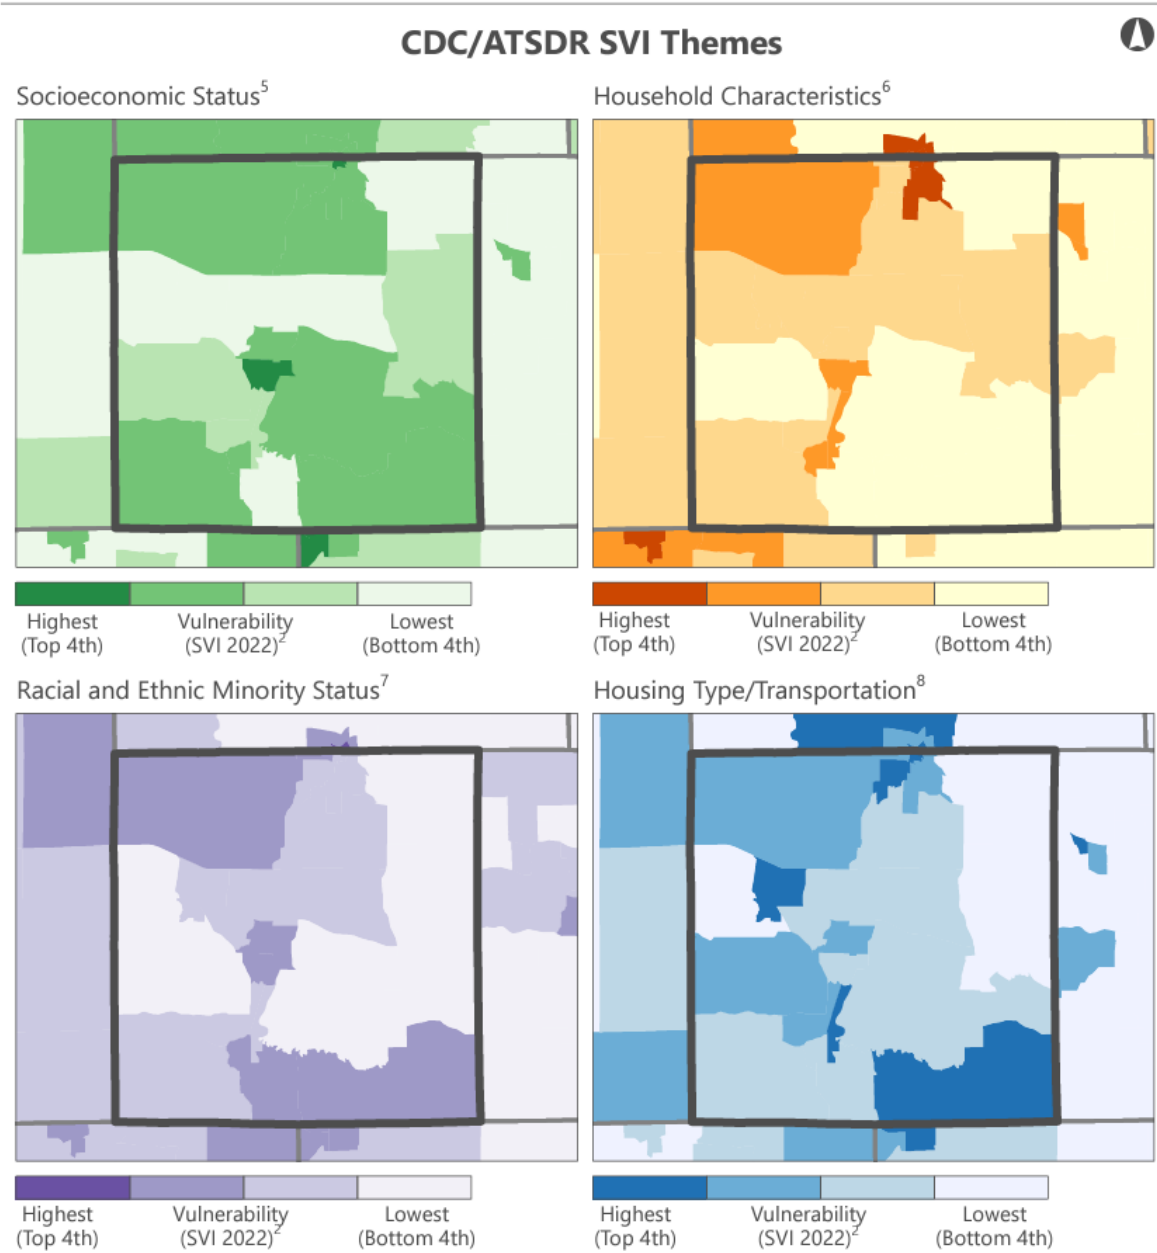 CDC/ATSDR SVI Themes
Socioeconomic Status5
Household Characteristics6
Highest
(Top 4th)
Vulnerability
(SVI 2022)2
Lowest
(Bottom 4th)
Highest
(Top 4th)
Vulnerability
(SVI 2022)2
Lowest
(Bottom 4th)
Racial and Ethnic Minority Status7
Housing Type/Transportation8
Highest
(Top 4th)
Vulnerability
(SVI 2022)2
Lowest
(Bottom 4th)
Highest
(Top 4th)
Vulnerability
(SVI 2022)2
Lowest
(Bottom 4th)